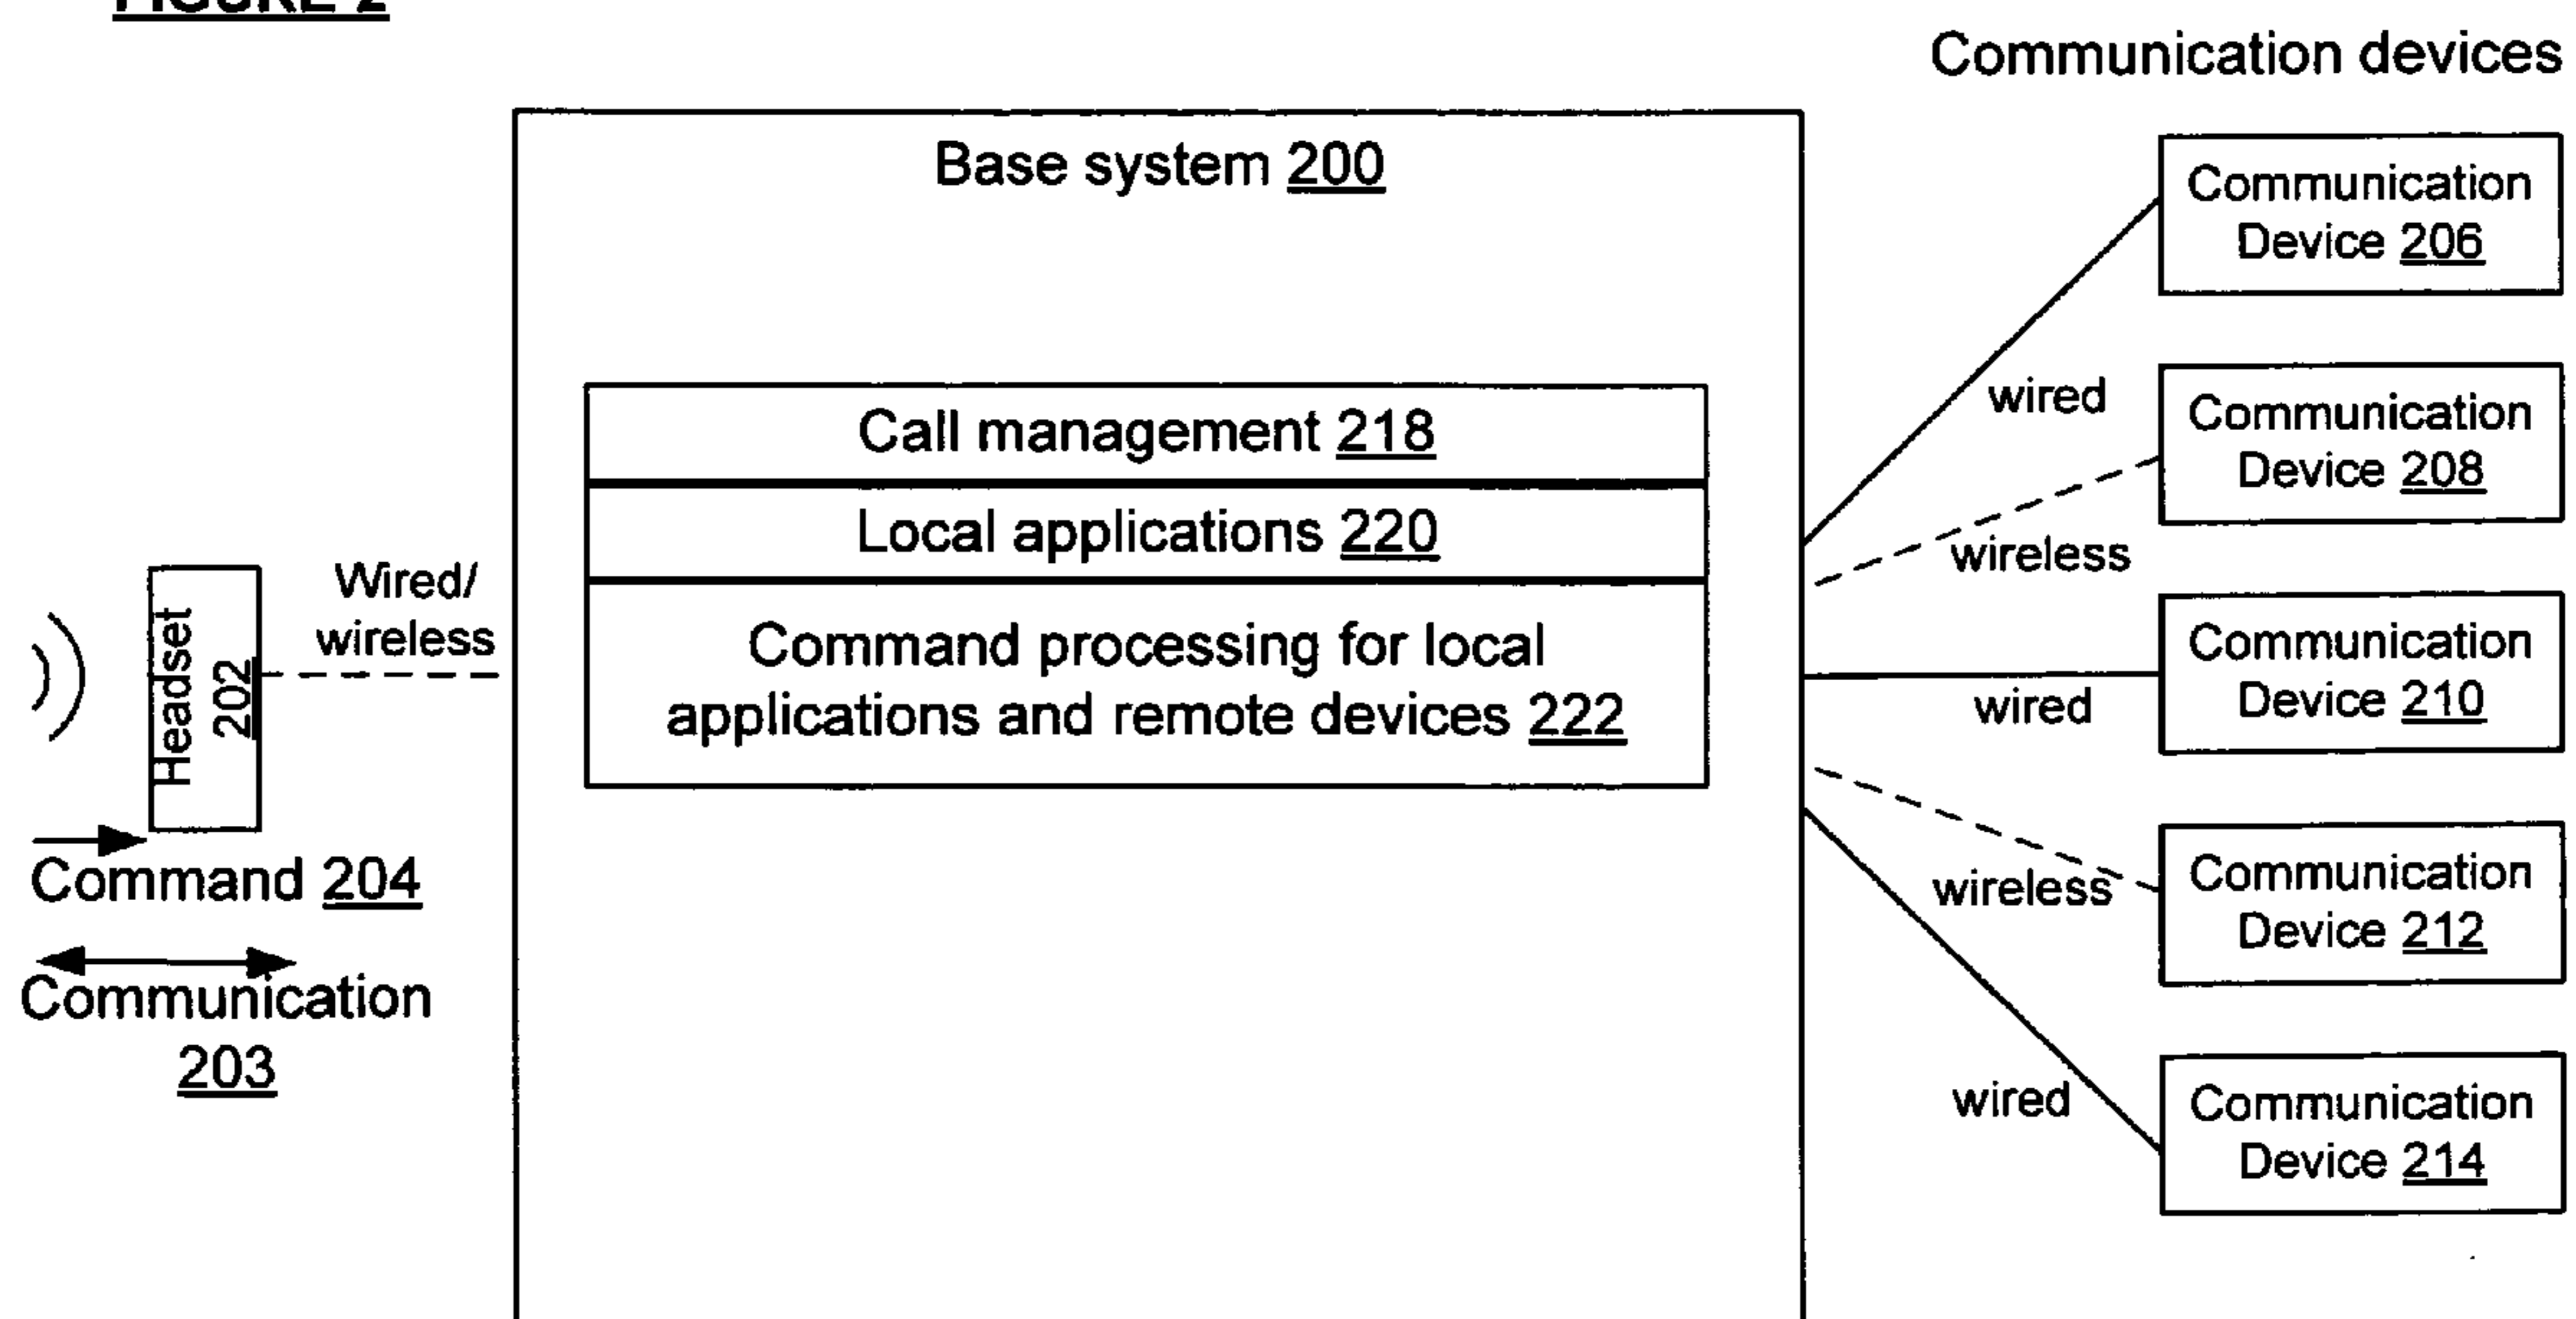 FIGURE 2
Communication devices
Base system 200
Call management 218
Local applications 220
Command processing for local
applications and remote devices 222
Headset
202
Wired/
wireless
Command 204
Communication
203
wired
wireless
wired
wireless
wired
Communication
Device 206
Communication
Device 208
Communication
Device 210
Communication
Device 212
Communication
Device 214